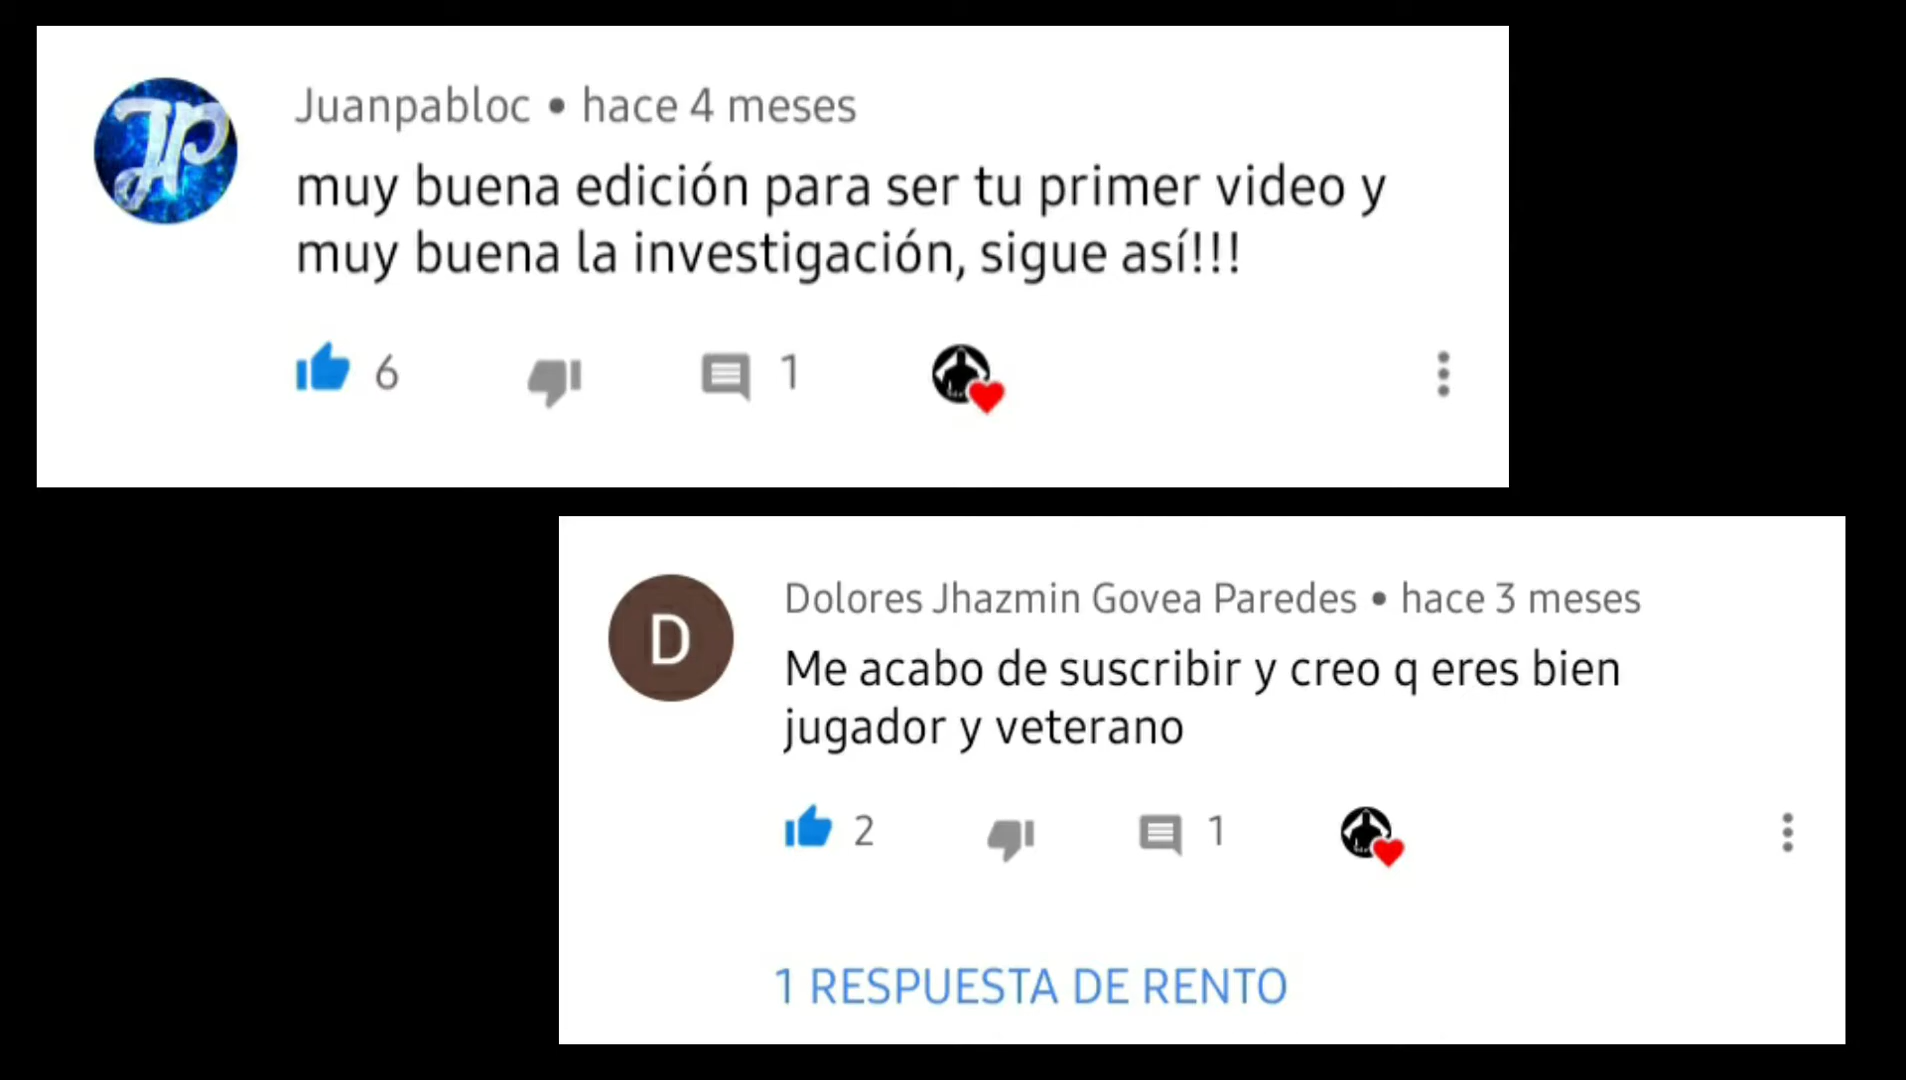 JP
Juanpabloc • hace 4 meses
muy buena edición para ser tu primer video y
muy buena la investigación, sigue así!!!
6
1
D
Dolores Jhazmin Govea Paredes • hace 3 meses
Me acabo de suscribir y creo q eres bien
jugador y veterano
2
1
1 RESPUESTA DE RENTO